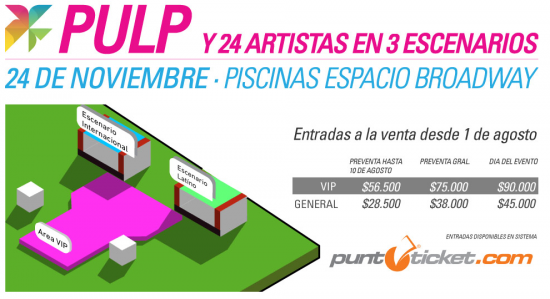 PULP Y 24 ARTISTAS EN 3 ESCENARIOS
24 DE NOVIEMBRE · PISCINAS ESPACIO BROADWAY
Escenario
Internacional
Escenario
Latino
Area VIP
Entradas a la venta desde 1 de agosto
PREVENTA HASTA
10 DE AGOSTO
PREVENTA GRAL.
DIA DEL EVENTO
VIP $56.500 $75.000 $90.000
GENERAL $28.500 $38.000 $45.000
ENTRADAS DISPONIBLES EN SISTEMA
puntoticket.com